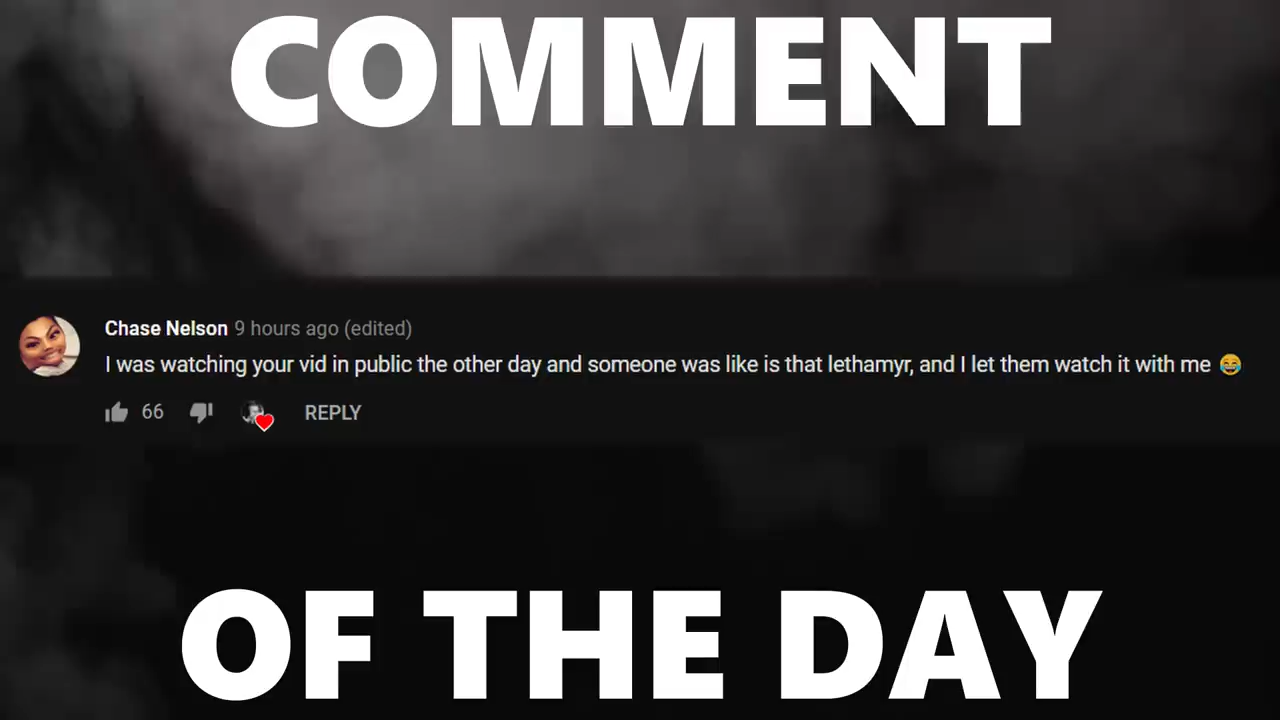 COMMENT
Chase Nelson 9 hours ago (edited)
I was watching your vid in public the other day and someone was like is that lethamyr, and I let them watch it with me 😂
66 REPLY
OF THE DAY